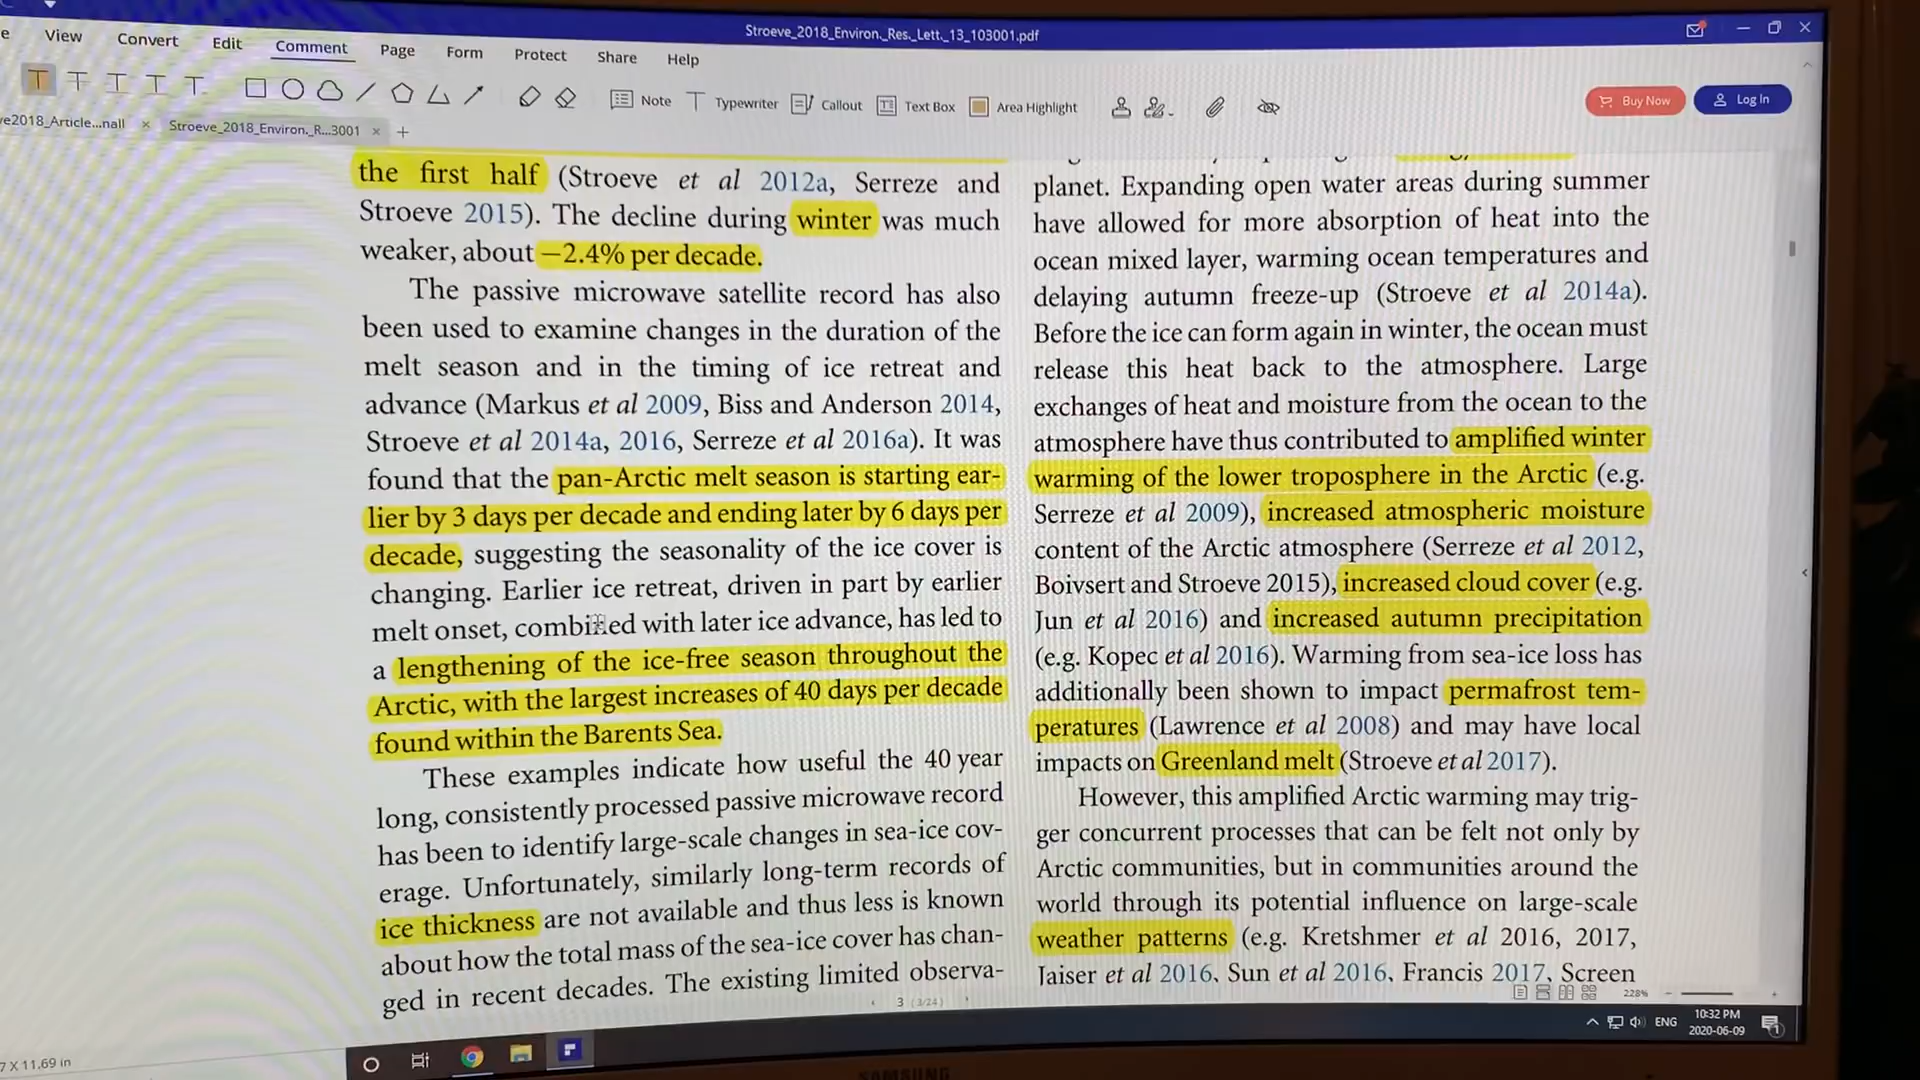 Stroeve_2018_Environ._Res._Lett._13_103001.pdf
e View Convert Edit Comment Page Form Protect Share Help
Note Typewriter Callout Text Box Area Highlight
Buy Now Log In
ve2018_Article...nall × Stroeve_2018_Environ._R...3001 × +
the first half (Stroeve et al 2012a, Serreze and
Stroeve 2015). The decline during winter was much
weaker, about −2.4% per decade.
The passive microwave satellite record has also
been used to examine changes in the duration of the
melt season and in the timing of ice retreat and
advance (Markus et al 2009, Biss and Anderson 2014,
Stroeve et al 2014a, 2016, Serreze et al 2016a). It was
found that the pan-Arctic melt season is starting ear-
lier by 3 days per decade and ending later by 6 days per
decade, suggesting the seasonality of the ice cover is
changing. Earlier ice retreat, driven in part by earlier
melt onset, combined with later ice advance, has led to
a lengthening of the ice-free season throughout the
Arctic, with the largest increases of 40 days per decade
found within the Barents Sea.
These examples indicate how useful the 40 year
long, consistently processed passive microwave record
has been to identify large-scale changes in sea-ice cov-
erage. Unfortunately, similarly long-term records of
ice thickness are not available and thus less is known
about how the total mass of the sea-ice cover has chan-
ged in recent decades. The existing limited observa-
planet. Expanding open water areas during summer
have allowed for more absorption of heat into the
ocean mixed layer, warming ocean temperatures and
delaying autumn freeze-up (Stroeve et al 2014a).
Before the ice can form again in winter, the ocean must
release this heat back to the atmosphere. Large
exchanges of heat and moisture from the ocean to the
atmosphere have thus contributed to amplified winter
warming of the lower troposphere in the Arctic (e.g.
Serreze et al 2009), increased atmospheric moisture
content of the Arctic atmosphere (Serreze et al 2012,
Boivsert and Stroeve 2015), increased cloud cover (e.g.
Jun et al 2016) and increased autumn precipitation
(e.g. Kopec et al 2016). Warming from sea-ice loss has
additionally been shown to impact permafrost tem-
peratures (Lawrence et al 2008) and may have local
impacts on Greenland melt (Stroeve et al 2017).
However, this amplified Arctic warming may trig-
ger concurrent processes that can be felt not only by
Arctic communities, but in communities around the
world through its potential influence on large-scale
weather patterns (e.g. Kretshmer et al 2016, 2017,
Jaiser et al 2016, Sun et al 2016, Francis 2017, Screen
3 (3/24)
228%
7 X 11.69 in
ENG
10:32 PM
2020-06-09
1
SAMSUNG